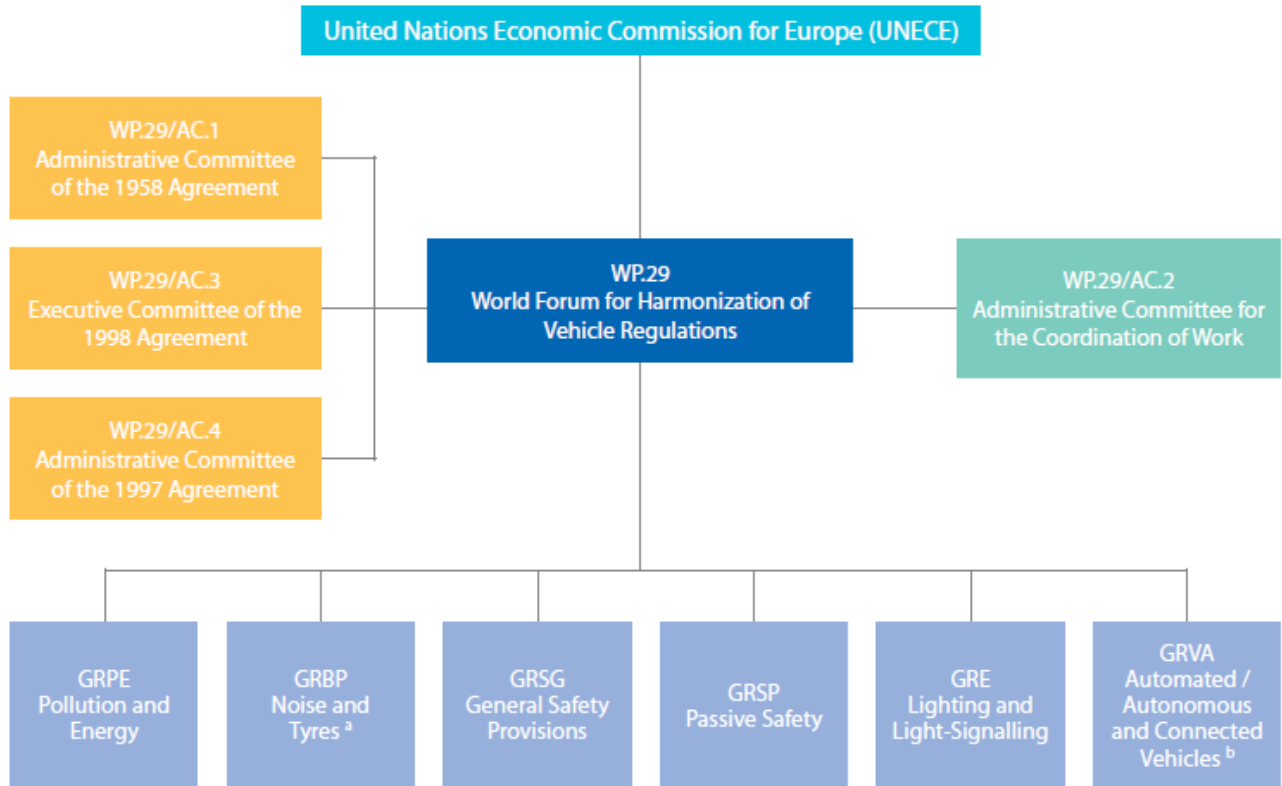 United Nations Economic Commission for Europe (UNECE)
WP.29/AC.1
Administrative Committee
of the 1958 Agreement
WP.29/AC.3
Executive Committee of the
1998 Agreement
WP.29/AC.4
Administrative Committee
of the 1997 Agreement
WP.29
World Forum for Harmonization of
Vehicle Regulations
WP.29/AC.2
Administrative Committee for
the Coordination of Work
GRPE
Pollution and
Energy
GRBP
Noise and
Tyres a
GRSG
General Safety
Provisions
GRSP
Passive Safety
GRE
Lighting and
Light-Signalling
GRVA
Automated /
Autonomous
and Connected
Vehicles b